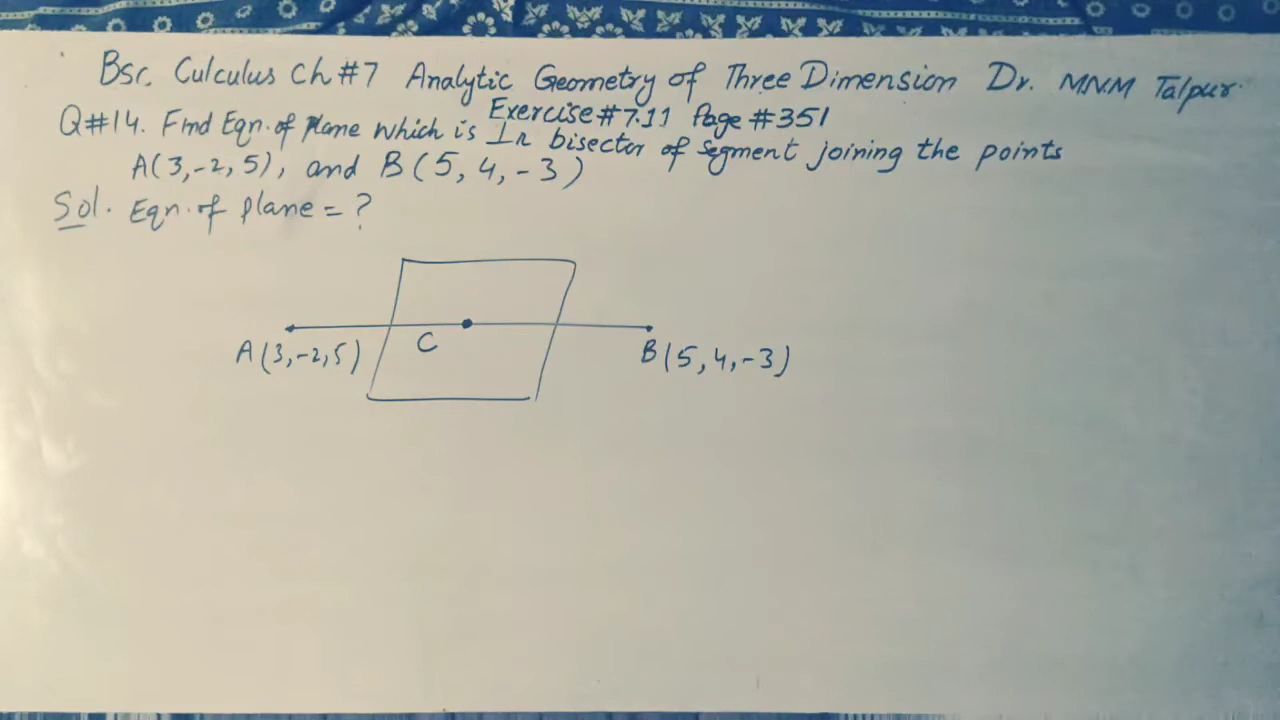 Bsc. Culculus Ch#7 Analytic Geometry of Three Dimension Dr. M.N.M Talpur.
Exercise#7.11 Page #351
Q#14. Find Eqn. of plane which is ⊥r bisector of segment joining the points
A(3,-2,5), and B(5,4,-3)
Sol. Eqn. of plane = ?
C
A(3,-2,5)
B(5,4,-3)